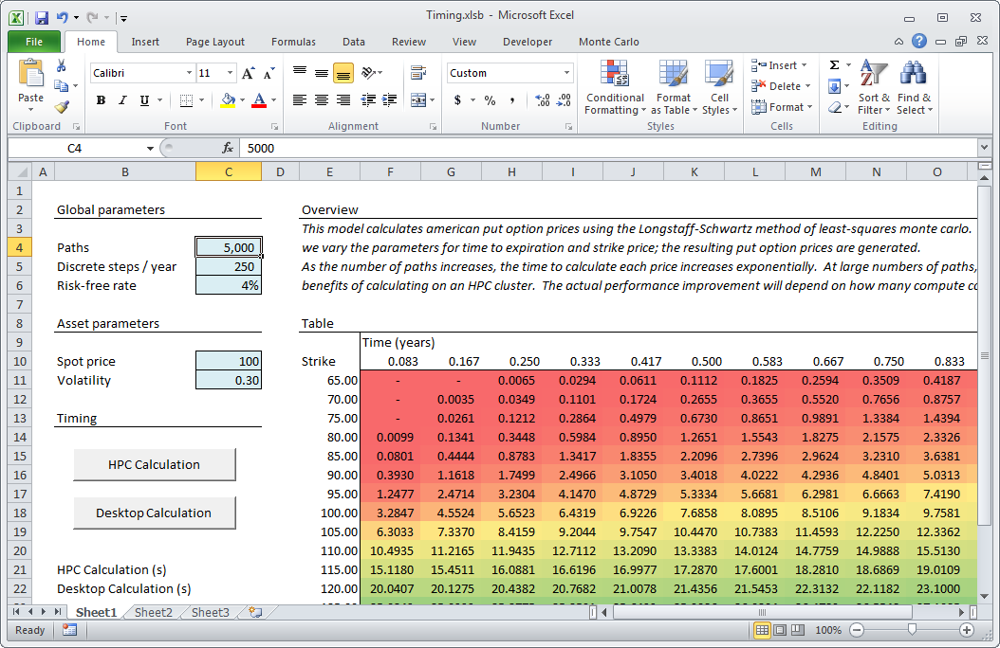 Timing.xlsb - Microsoft Excel
File Home Insert Page Layout Formulas Data Review View Developer Monte Carlo
Paste
Calibri 11
B I U
A A A
Custom
$ % ,
.0 .00 .00 .0
Conditional Formatting
Format as Table
Cell Styles
Insert
Delete
Format
Σ
Sort & Filter
Find & Select
Clipboard Font Alignment Number Styles Cells Editing
C4 fx 5000
A B C D E F G H I J K L M N O
1
2 Global parameters Overview
3 This model calculates american put option prices using the Longstaff-Schwartz method of least-squares monte carlo.
4 Paths 5,000 we vary the parameters for time to expiration and strike price; the resulting put option prices are generated.
5 Discrete steps / year 250 As the number of paths increases, the time to calculate each price increases exponentially. At large numbers of paths,
6 Risk-free rate 4% benefits of calculating on an HPC cluster. The actual performance improvement will depend on how many compute
7
8 Asset parameters Table
9 Time (years)
10 Spot price 100 Strike 0.083 0.167 0.250 0.333 0.417 0.500 0.583 0.667 0.750 0.833
11 Volatility 0.30 65.00 - - 0.0065 0.0294 0.0611 0.1112 0.1825 0.2594 0.3509 0.4187
12 70.00 - 0.0035 0.0349 0.1101 0.1724 0.2655 0.3655 0.5520 0.7656 0.8757
13 Timing 75.00 - 0.0261 0.1212 0.2864 0.4979 0.6730 0.8651 0.9891 1.3384 1.4394
14 80.00 0.0099 0.1341 0.3448 0.5984 0.8950 1.2651 1.5543 1.8275 2.1575 2.3326
15 HPC Calculation 85.00 0.0801 0.4444 0.8783 1.3417 1.8355 2.2096 2.7396 2.9624 3.2310 3.6381
16 90.00 0.3930 1.1618 1.7499 2.4966 3.1050 3.4018 4.0222 4.2936 4.8401 5.0313
17 95.00 1.2477 2.4714 3.2304 4.1470 4.8729 5.3334 5.6681 6.2981 6.6663 7.4190
18 Desktop Calculation 100.00 3.2847 4.5524 5.6523 6.4319 6.9226 7.6858 8.0895 8.5106 9.1834 9.7581
19 105.00 6.3033 7.3370 8.4159 9.2044 9.7547 10.4470 10.7383 11.4593 12.2250 12.3362
20 110.00 10.4935 11.2165 11.9435 12.7112 13.2090 13.3383 14.0124 14.7759 14.9888 15.5130
21 HPC Calculation (s) 115.00 15.1180 15.4511 16.0881 16.6196 16.9977 17.2870 17.6001 18.2810 18.6869 19.0109
22 Desktop Calculation (s) 120.00 20.0407 20.1275 20.4382 20.7682 21.0078 21.4356 21.5453 22.3132 22.1182 23.1000
Sheet1 Sheet2 Sheet3
Ready 100%